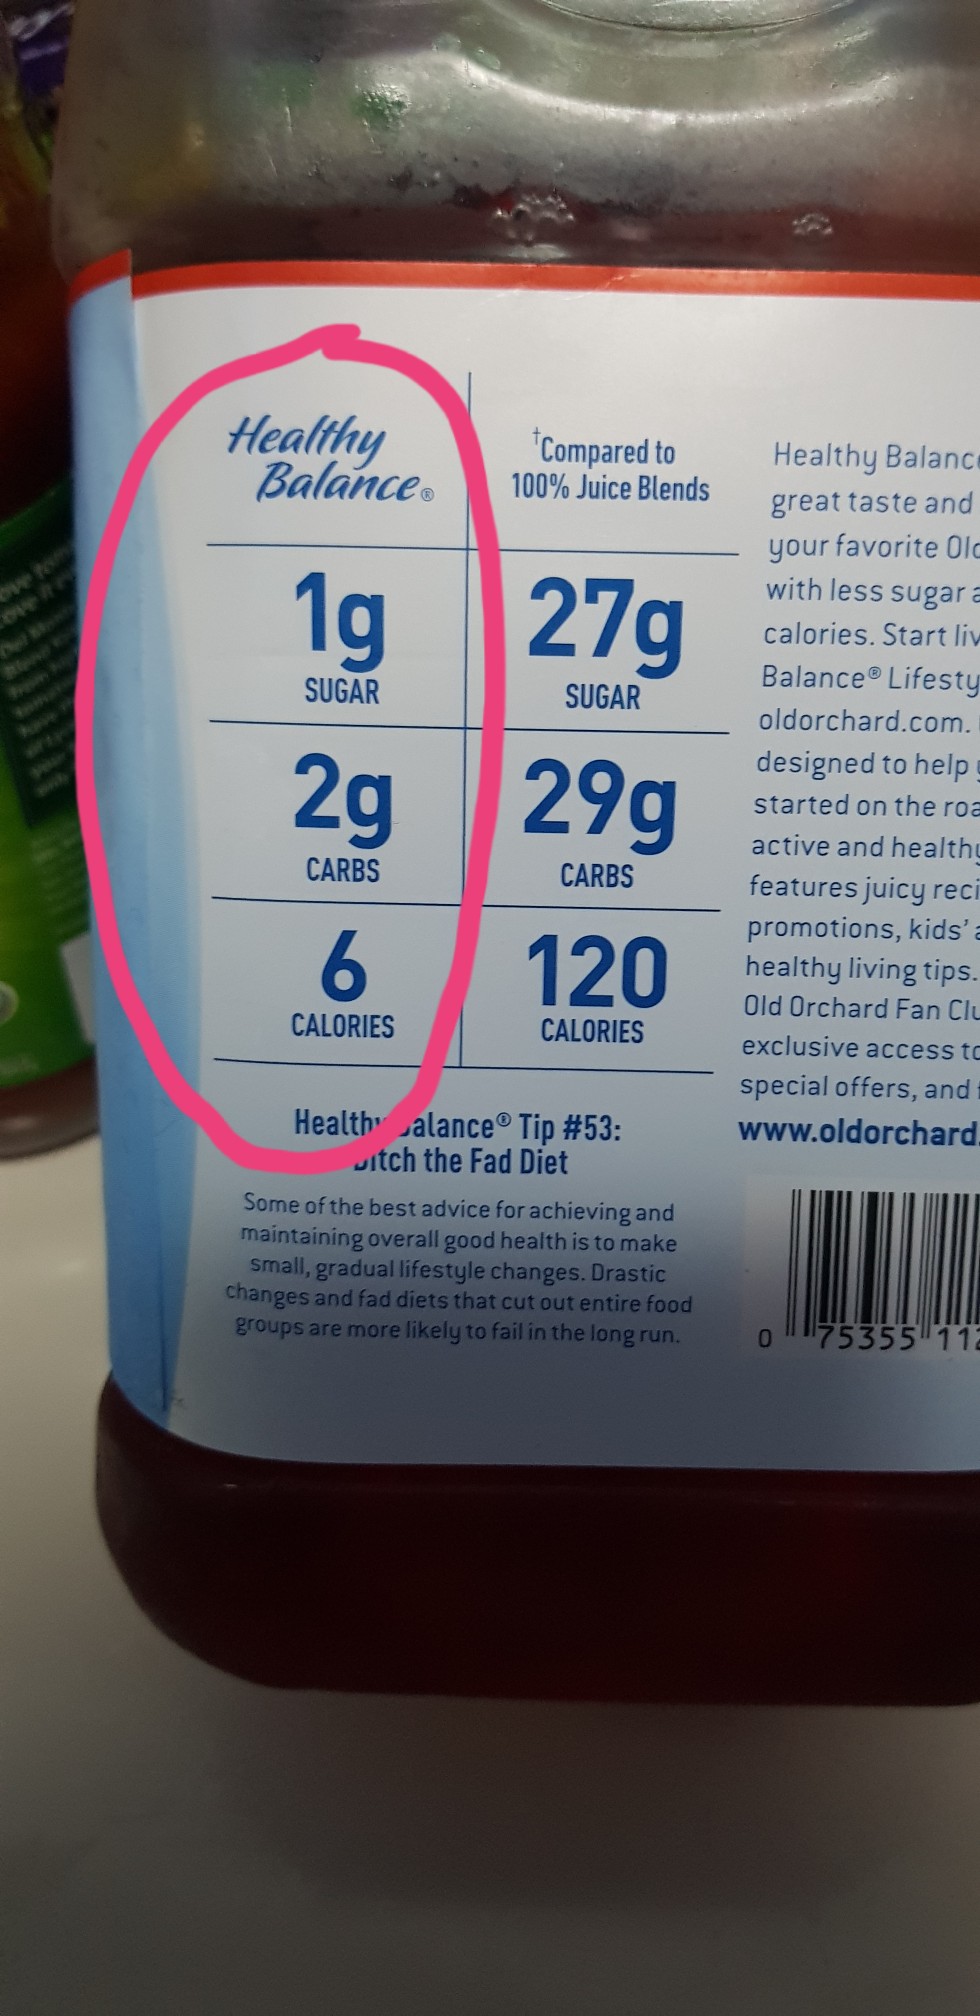 Healthy
Balance®
†Compared to
100% Juice Blends
1g
SUGAR
27g
SUGAR
2g
CARBS
29g
CARBS
6
CALORIES
120
CALORIES
Healthy Balance® Tip #53:
Ditch the Fad Diet
Some of the best advice for achieving and
maintaining overall good health is to make
small, gradual lifestyle changes. Drastic
changes and fad diets that cut out entire food
groups are more likely to fail in the long run.
Healthy Balance
great taste and
your favorite Old
with less sugar
calories. Start
Balance® Lifesty
oldorchard.com.
designed to help
started on the
active and healthy
features juicy
promotions, kids'
healthy living tips.
Old Orchard Fan
exclusive access
special offers, and
www.oldorchard.
0 75355 112